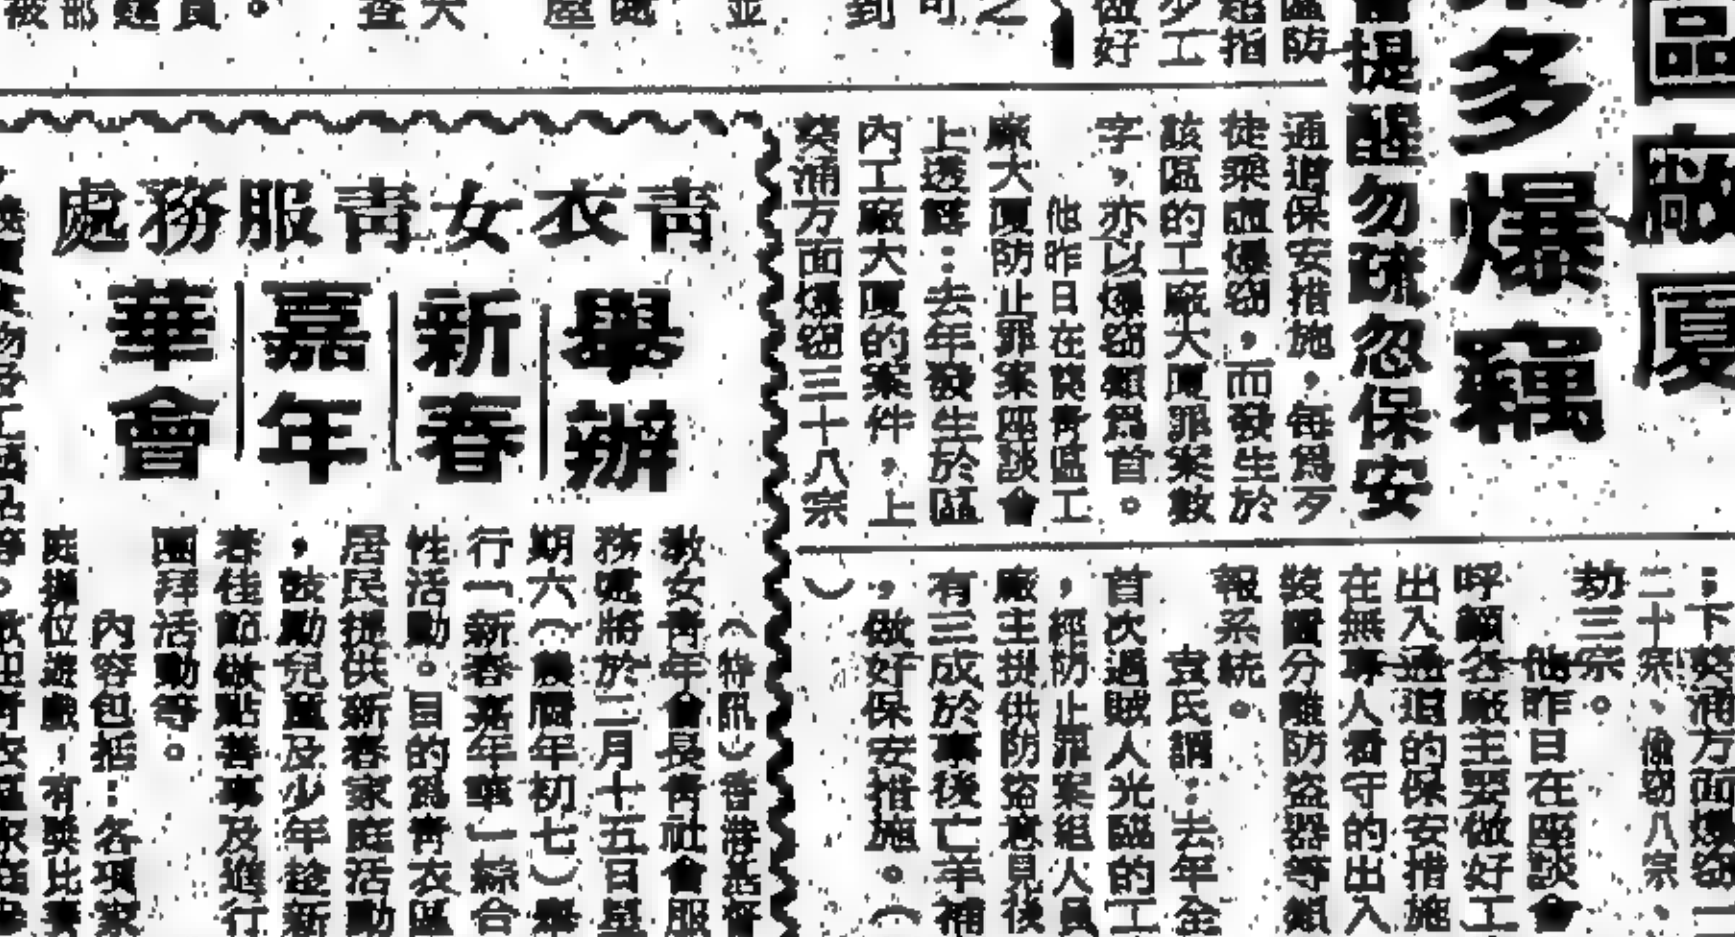 區廠厦
多爆竊
提醒勿疏忽保安
防
指
少工
做好
之
可
到
並
通道保安措施，每爲歹
徒乘虛爆竊，而發生於
該區的工廠大厦罪案數
字，亦以爆竊類爲首。
他昨日在葵青區工
廠大厦防止罪案座談會
上透露：去年發生於區
內工廠大厦的案件，上
葵涌方面爆竊三十八宗
；下葵涌方面爆竊
二十宗、偷竊八宗、
劫三宗。
他昨日在座談會
呼籲各廠主要做好工
出入通道的保安措施
在無專人看守的出入
裝置分離防盜器等類
報系統。
袁氏謂：去年全
首次遇賊人光臨的工
，經防止罪案組人員
廠主提供防盜意見後
有三成於事後亡羊補
，做好保安措施。（
）
青衣女青服務處
舉辦
新春
嘉年
華會
（特訊）香港基督
教女青年會長青社會服
務處將於二月十五日星
期六（農曆年初七）舉
行「新春嘉年華」綜合
性活動。目的爲青衣區
居民提供新春家庭活動
，鼓勵兒童及少年趁新
春佳節做點善事及進行
團拜活動等。
內容包括：各項家
庭攤位遊戲；有獎比賽